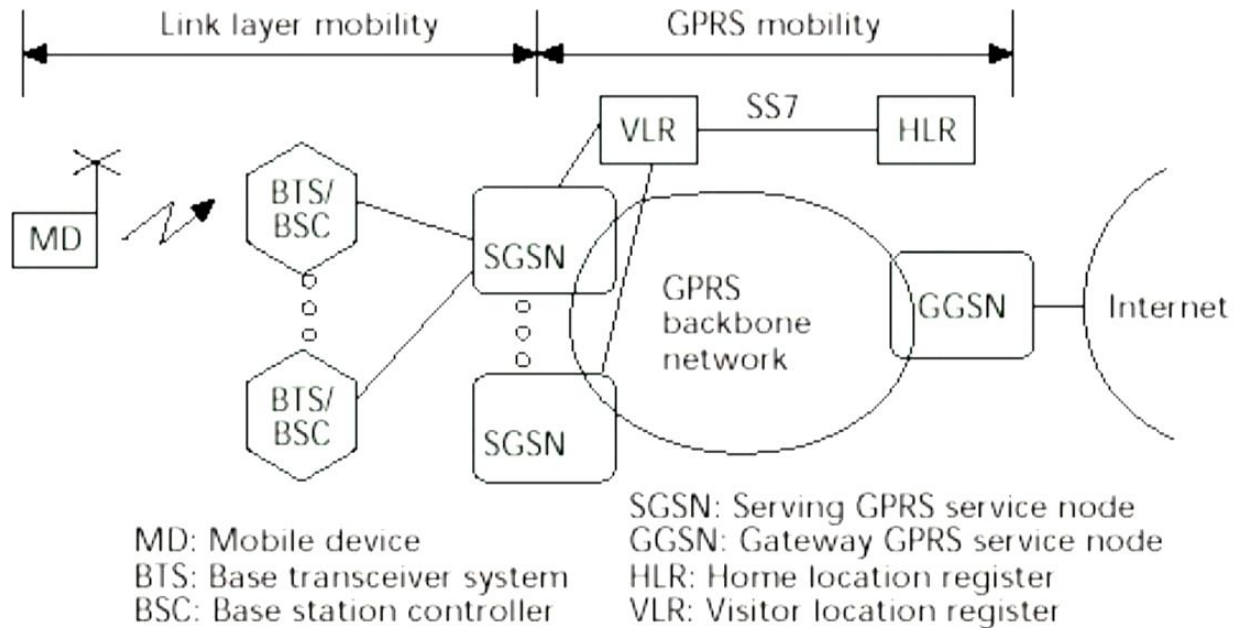 Link layer mobility
GPRS mobility
VLR
SS7
HLR
MD
BTS/
BSC
SGSN
GPRS
backbone
network
GGSN
Internet
BTS/
BSC
SGSN
MD: Mobile device
BTS: Base transceiver system
BSC: Base station controller
SGSN: Serving GPRS service node
GGSN: Gateway GPRS service node
HLR: Home location register
VLR: Visitor location register